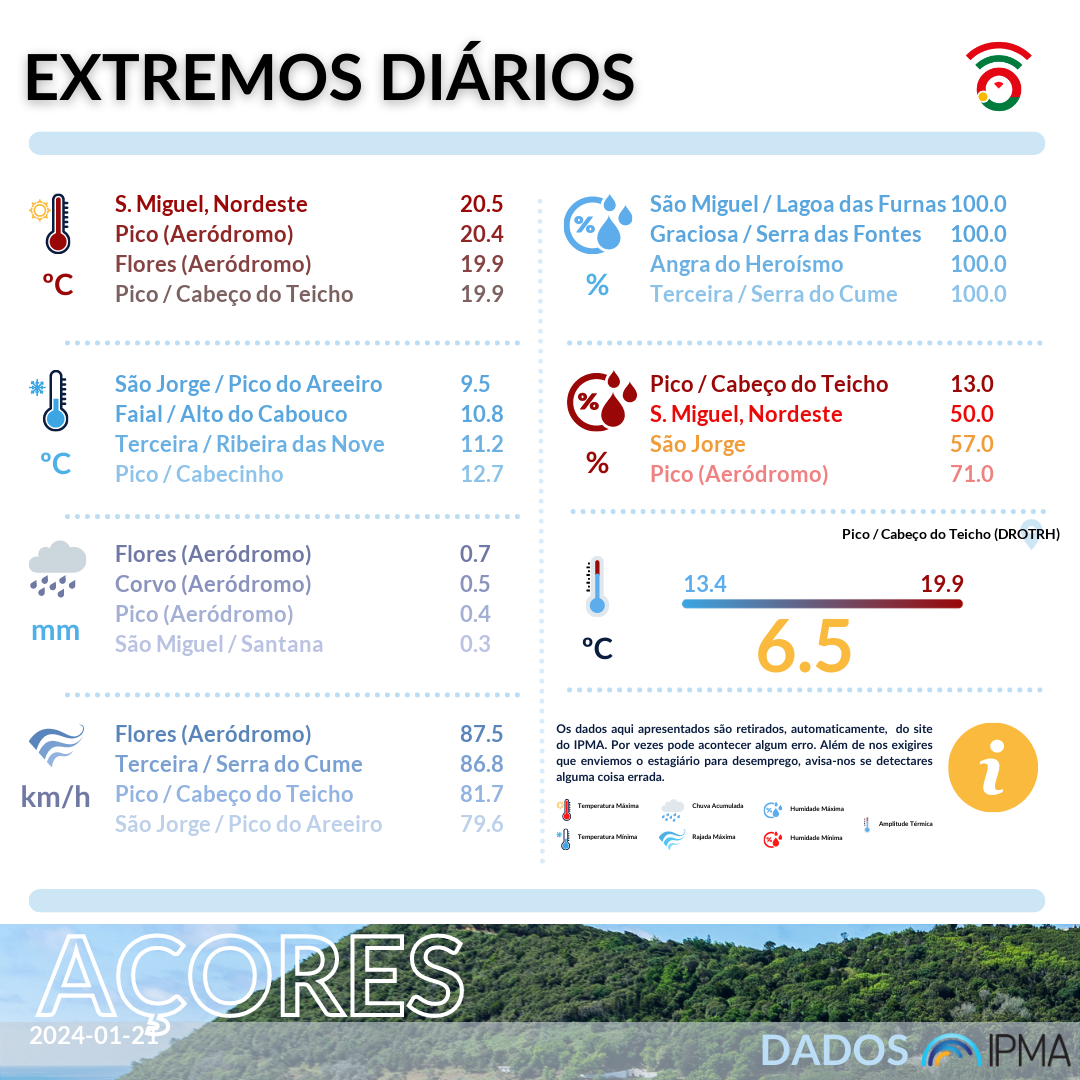 EXTREMOS DIÁRIOS
S. Miguel, Nordeste 20.5
Pico (Aeródromo) 20.4
Flores (Aeródromo) 19.9
Pico / Cabeço do Teicho 19.9
ºC
São Jorge / Pico do Areeiro 9.5
Faial / Alto do Cabouco 10.8
Terceira / Ribeira das Nove 11.2
Pico / Cabecinho 12.7
ºC
Flores (Aeródromo) 0.7
Corvo (Aeródromo) 0.5
Pico (Aeródromo) 0.4
São Miguel / Santana 0.3
mm
Flores (Aeródromo) 87.5
Terceira / Serra do Cume 86.8
Pico / Cabeço do Teicho 81.7
São Jorge / Pico do Areeiro 79.6
km/h
%
São Miguel / Lagoa das Furnas 100.0
Graciosa / Serra das Fontes 100.0
Angra do Heroísmo 100.0
Terceira / Serra do Cume 100.0
%
%
Pico / Cabeço do Teicho 13.0
S. Miguel, Nordeste 50.0
São Jorge 57.0
Pico (Aeródromo) 71.0
%
Pico / Cabeço do Teicho (DROTRH)
13.4 19.9
6.5
ºC
Os dados aqui apresentados são retirados, automaticamente, do site
do IPMA. Por vezes pode acontecer algum erro. Além de nos exigires
que enviemos o estagiário para desemprego, avisa-nos se detectares
alguma coisa errada.
i
Temperatura Máxima
Chuva Acumulada
Humidade Máxima
Amplitude Térmica
Temperatura Mínima
Rajada Máxima
Humidade Mínima
AÇORES
2024-01-21
DADOS IPMA